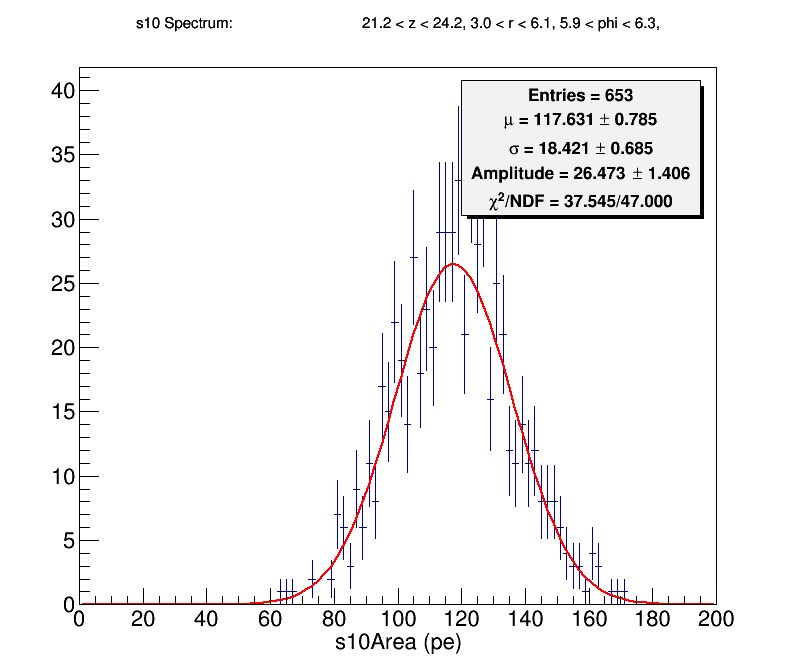 s10 Spectrum: 21.2 < z < 24.2, 3.0 < r < 6.1, 5.9 < phi < 6.3,
Entries = 653
μ = 117.631 ± 0.785
σ = 18.421 ± 0.685
Amplitude = 26.473 ± 1.406
χ²/NDF = 37.545/47.000
40
35
30
25
20
15
10
5
0
0 20 40 60 80 100 120 140 160 180 200
s10Area (pe)